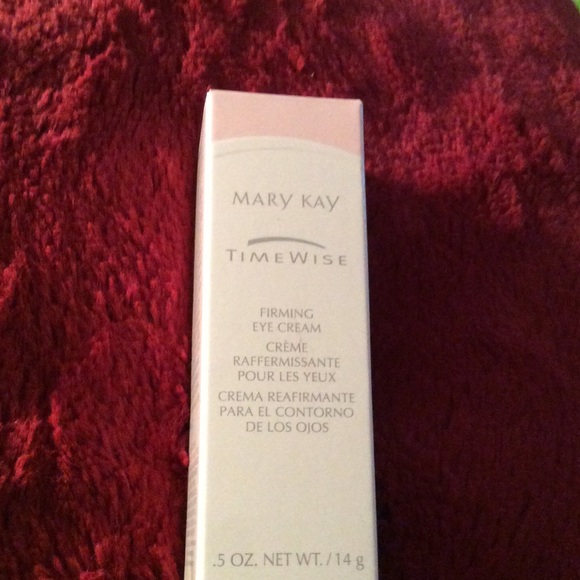 MARY KAY
TIMEWISE
FIRMING
EYE CREAM
CRÈME
RAFFERMISSANTE
POUR LES YEUX
CREMA REAFIRMANTE
PARA EL CONTORNO
DE LOS OJOS
.5 OZ. NET WT. / 14 g